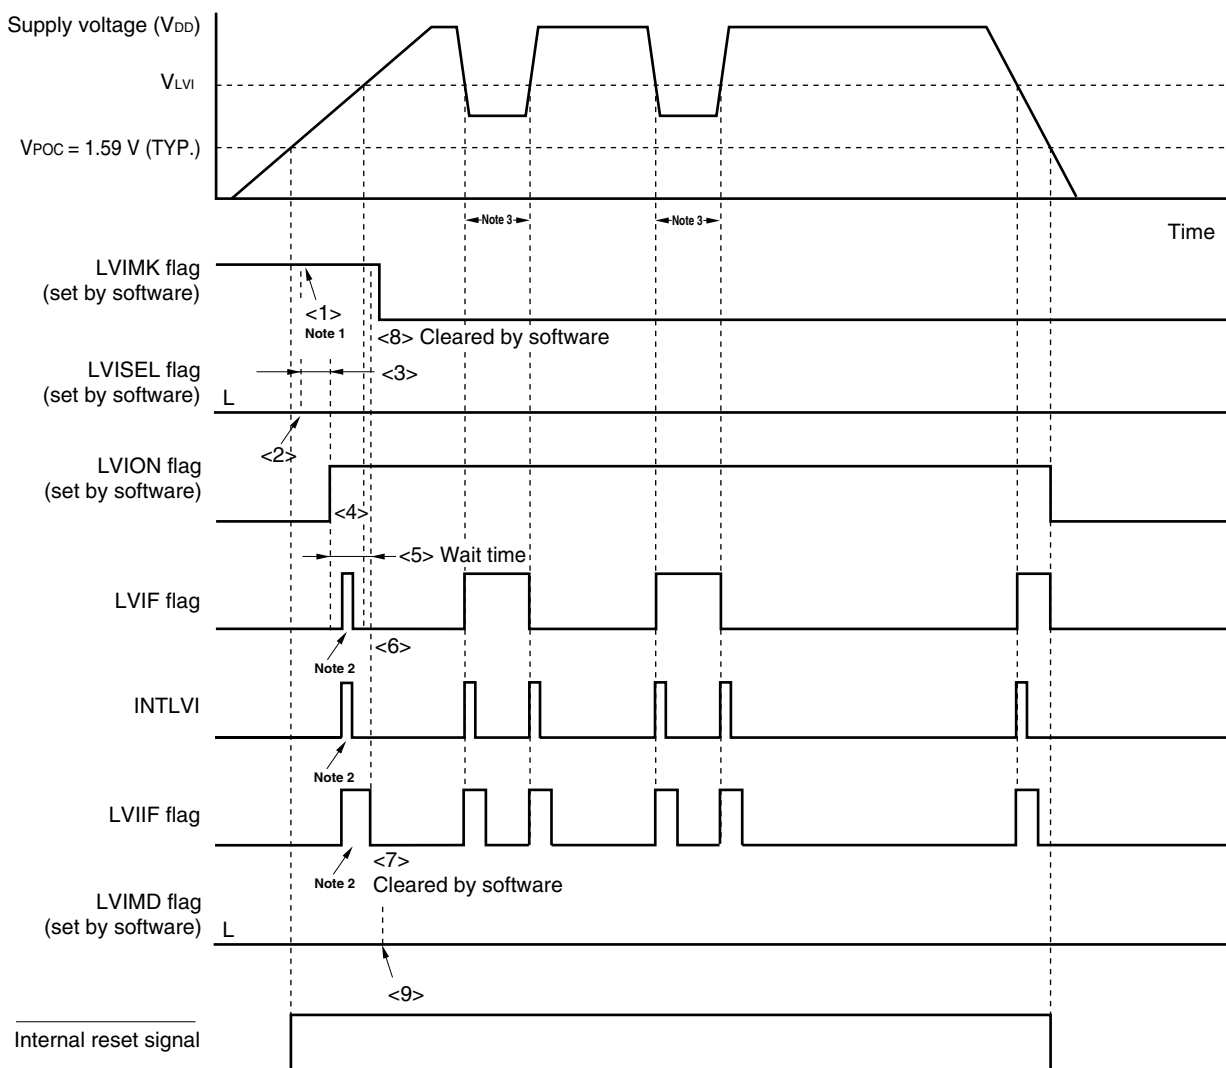 Supply voltage (VDD)
VLVI
VPOC = 1.59 V (TYP.)
Note 3
Note 3
Time
LVIMK flag
(set by software)
<1>
Note 1
<8> Cleared by software
LVISEL flag
(set by software)
<3>
L
<2>
LVION flag
(set by software)
<4>
<5> Wait time
LVIF flag
<6>
Note 2
INTLVI
Note 2
LVIIF flag
<7>
Cleared by software
Note 2
LVIMD flag
(set by software)
L
<9>
Internal reset signal